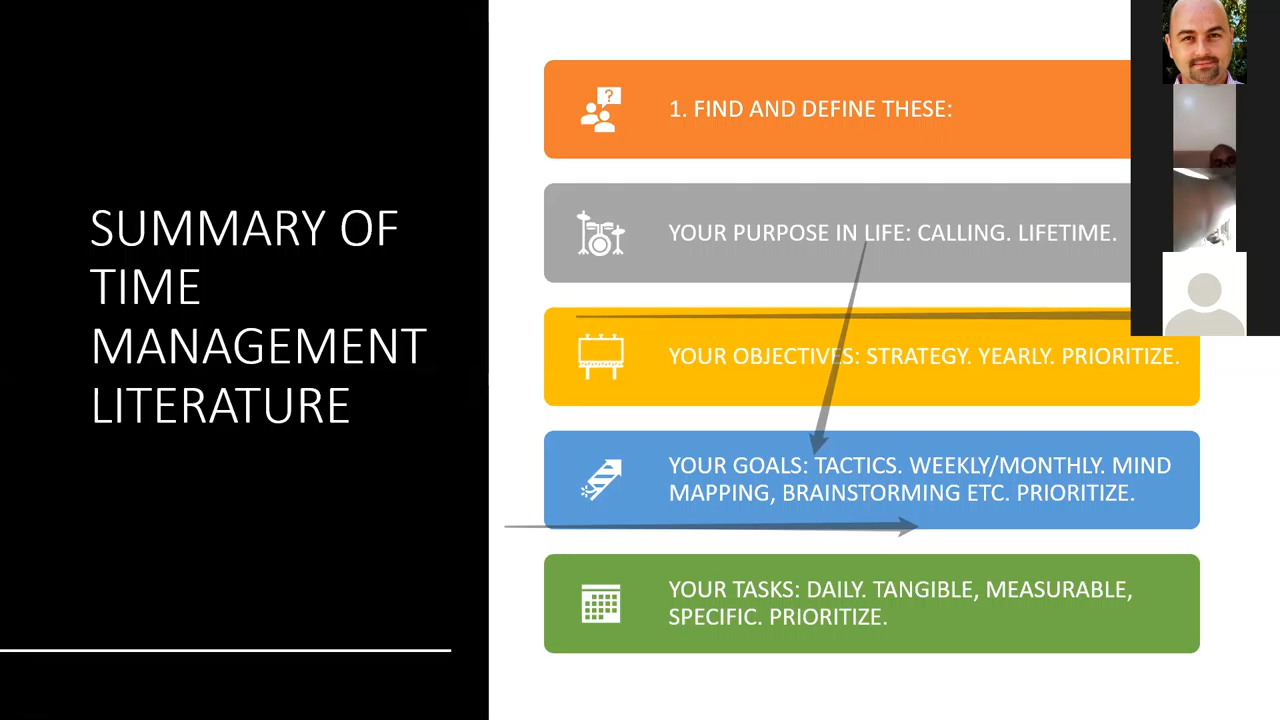 SUMMARY OF
TIME
MANAGEMENT
LITERATURE
?
1. FIND AND DEFINE THESE:
YOUR PURPOSE IN LIFE: CALLING. LIFETIME.
YOUR OBJECTIVES: STRATEGY. YEARLY. PRIORITIZE.
YOUR GOALS: TACTICS. WEEKLY/MONTHLY. MIND
MAPPING, BRAINSTORMING ETC. PRIORITIZE.
YOUR TASKS: DAILY. TANGIBLE, MEASURABLE,
SPECIFIC. PRIORITIZE.